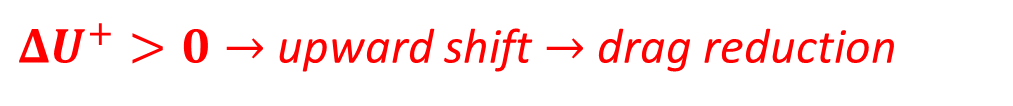 ΔU⁺ > 0 → upward shift → drag reduction